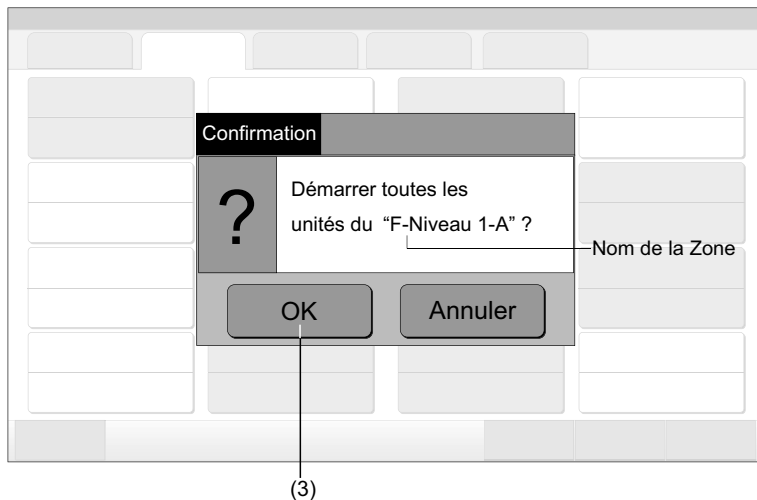 Confirmation
?
Démarrer toutes les
unités du “F-Niveau 1-A” ?
Nom de la Zone
OK
Annuler
(3)